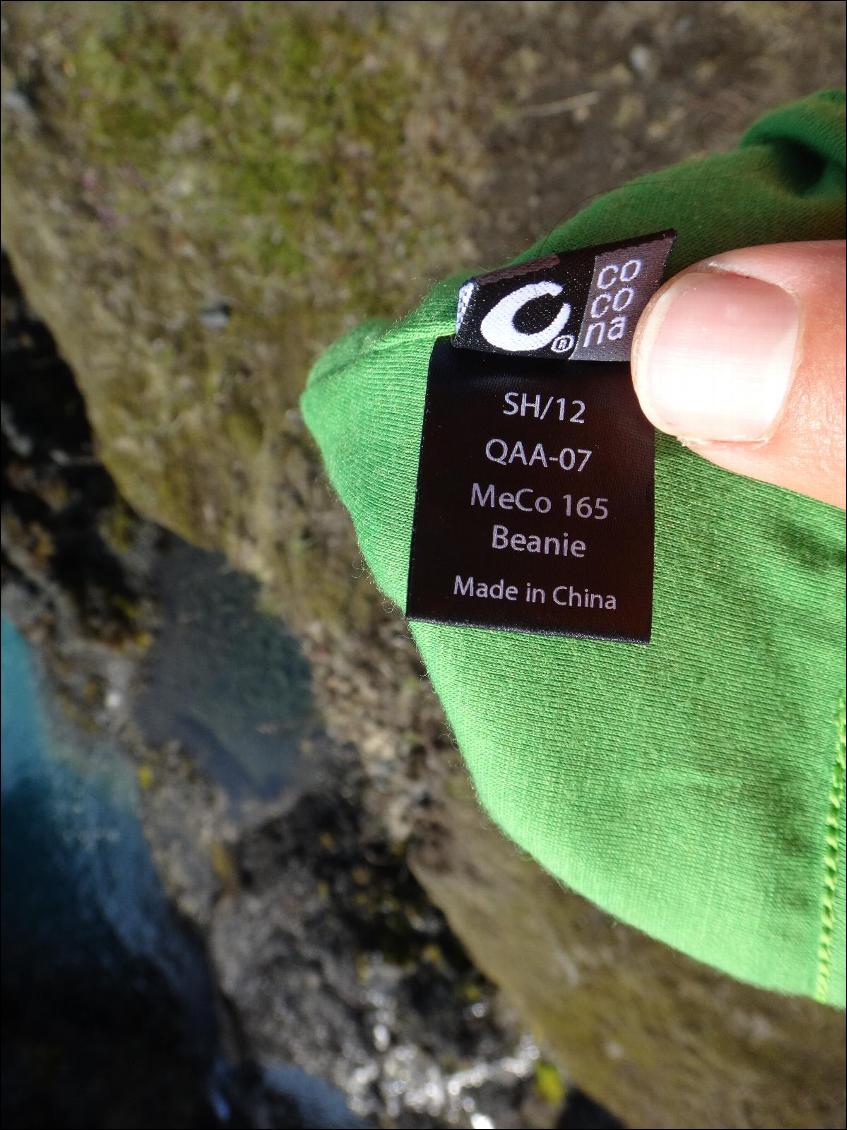 co
co
na
®
SH/12
QAA-07
MeCo 165
Beanie
Made in China